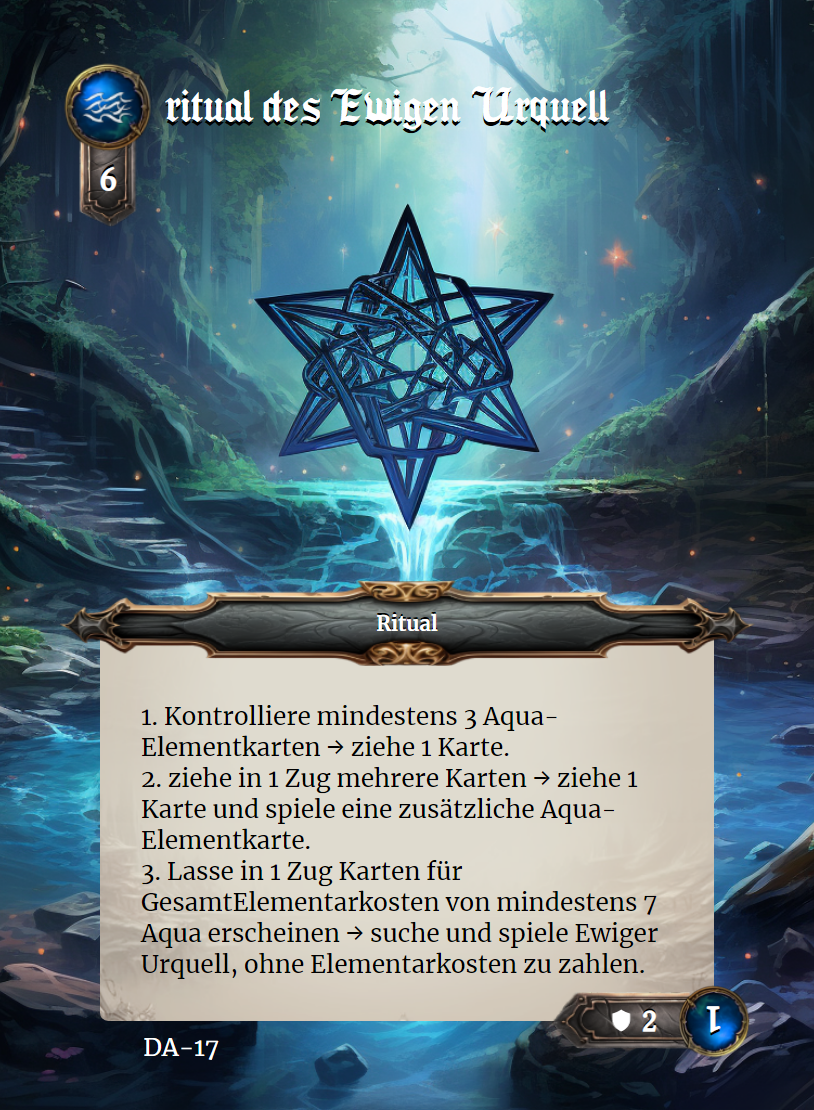 ritual des Ewigen Urquell
6
Ritual
1. Kontrolliere mindestens 3 Aqua-
Elementkarten → ziehe 1 Karte.
2. ziehe in 1 Zug mehrere Karten → ziehe 1
Karte und spiele eine zusätzliche Aqua-
Elementkarte.
3. Lasse in 1 Zug Karten für
GesamtElementarkosten von mindestens 7
Aqua erscheinen → suche und spiele Ewiger
Urquell, ohne Elementarkosten zu zahlen.
2 1
DA-17